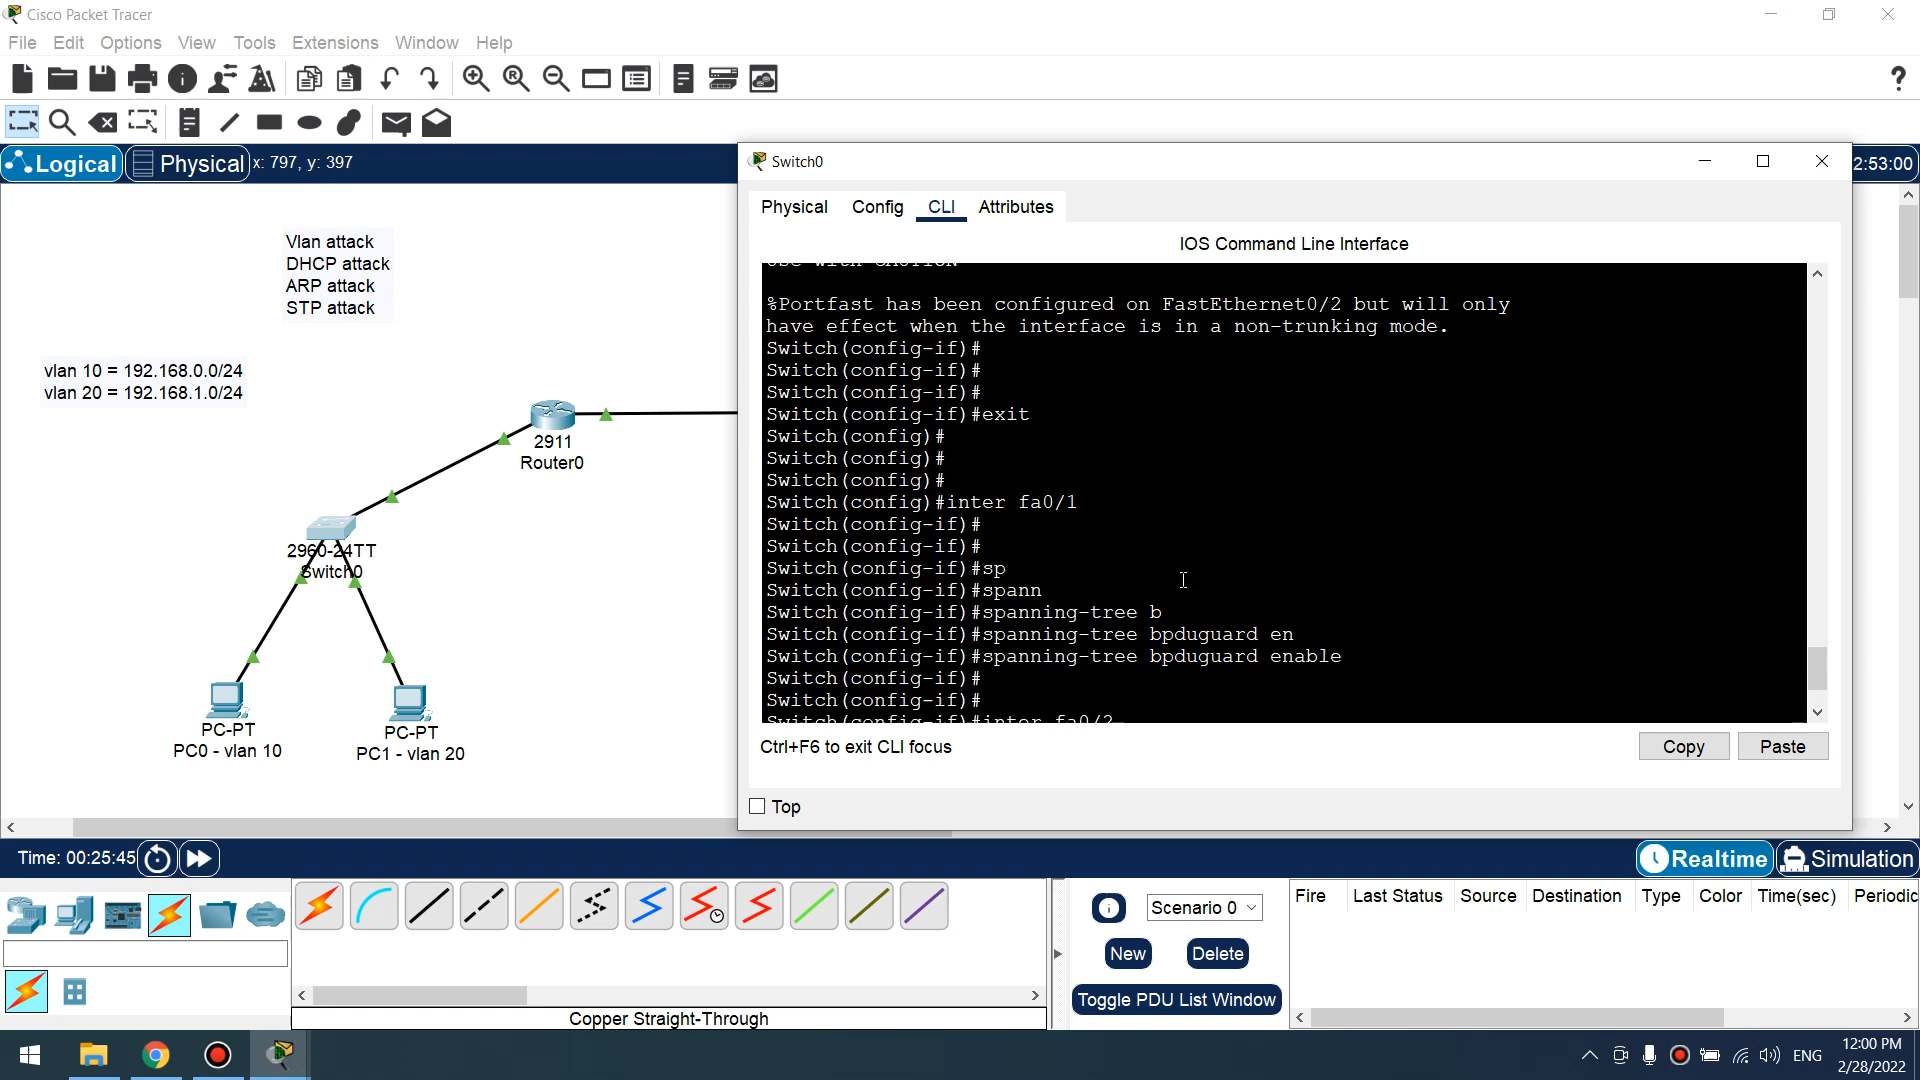 Cisco Packet Tracer
File Edit Options View Tools Extensions Window Help
Logical Physical x: 797, y: 397
2:53:00
Vlan attack
DHCP attack
ARP attack
STP attack
vlan 10 = 192.168.0.0/24
vlan 20 = 192.168.1.0/24
2911
Router0
2960-24TT
Switch0
PC-PT
PC0 - vlan 10
PC-PT
PC1 - vlan 20
Switch0
Physical Config CLI Attributes
IOS Command Line Interface
%Portfast has been configured on FastEthernet0/2 but will only
have effect when the interface is in a non-trunking mode.
Switch(config-if)#
Switch(config-if)#
Switch(config-if)#
Switch(config-if)#exit
Switch(config)#
Switch(config)#
Switch(config)#
Switch(config)#inter fa0/1
Switch(config-if)#
Switch(config-if)#
Switch(config-if)#sp
Switch(config-if)#spann
Switch(config-if)#spanning-tree b
Switch(config-if)#spanning-tree bpduguard en
Switch(config-if)#spanning-tree bpduguard enable
Switch(config-if)#
Switch(config-if)#
Switch(config-if)#inter fa0/2
Ctrl+F6 to exit CLI focus
Copy Paste
Top
Time: 00:25:45
Realtime Simulation
Scenario 0
New Delete
Toggle PDU List Window
Fire Last Status Source Destination Type Color Time(sec) Periodic
Copper Straight-Through
ENG
12:00 PM
2/28/2022